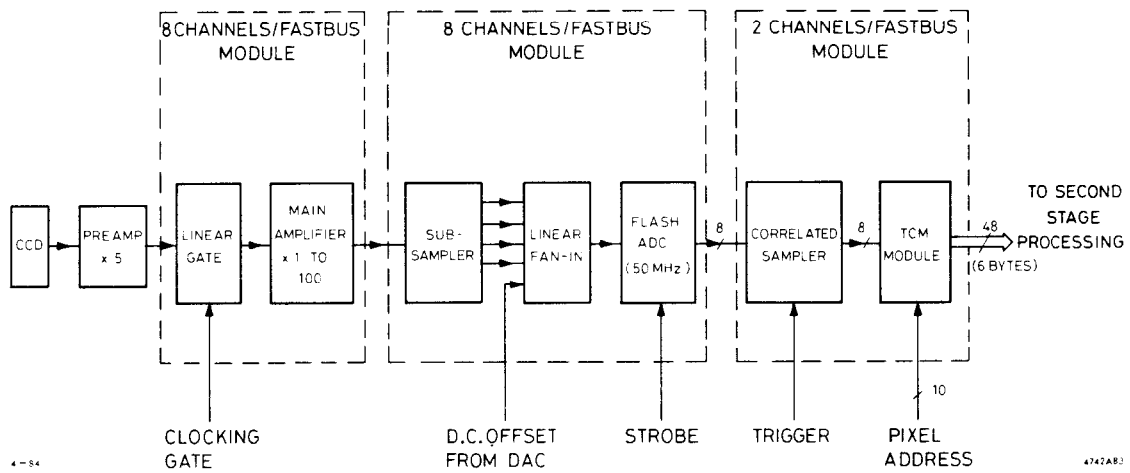 8 CHANNELS/FASTBUS
MODULE
8 CHANNELS/FASTBUS
MODULE
2 CHANNELS/FASTBUS
MODULE
CCD
PREAMP
x 5
LINEAR
GATE
MAIN
AMPLIFIER
x 1 TO
100
SUB-
SAMPLER
LINEAR
FAN-IN
FLASH
ADC
(50 MHz)
8
CORRELATED
SAMPLER
8
TCM
MODULE
48
(6 BYTES)
TO SECOND
STAGE
PROCESSING
10
CLOCKING
GATE
D.C. OFFSET
FROM DAC
STROBE
TRIGGER
PIXEL
ADDRESS
4-84
4742A83